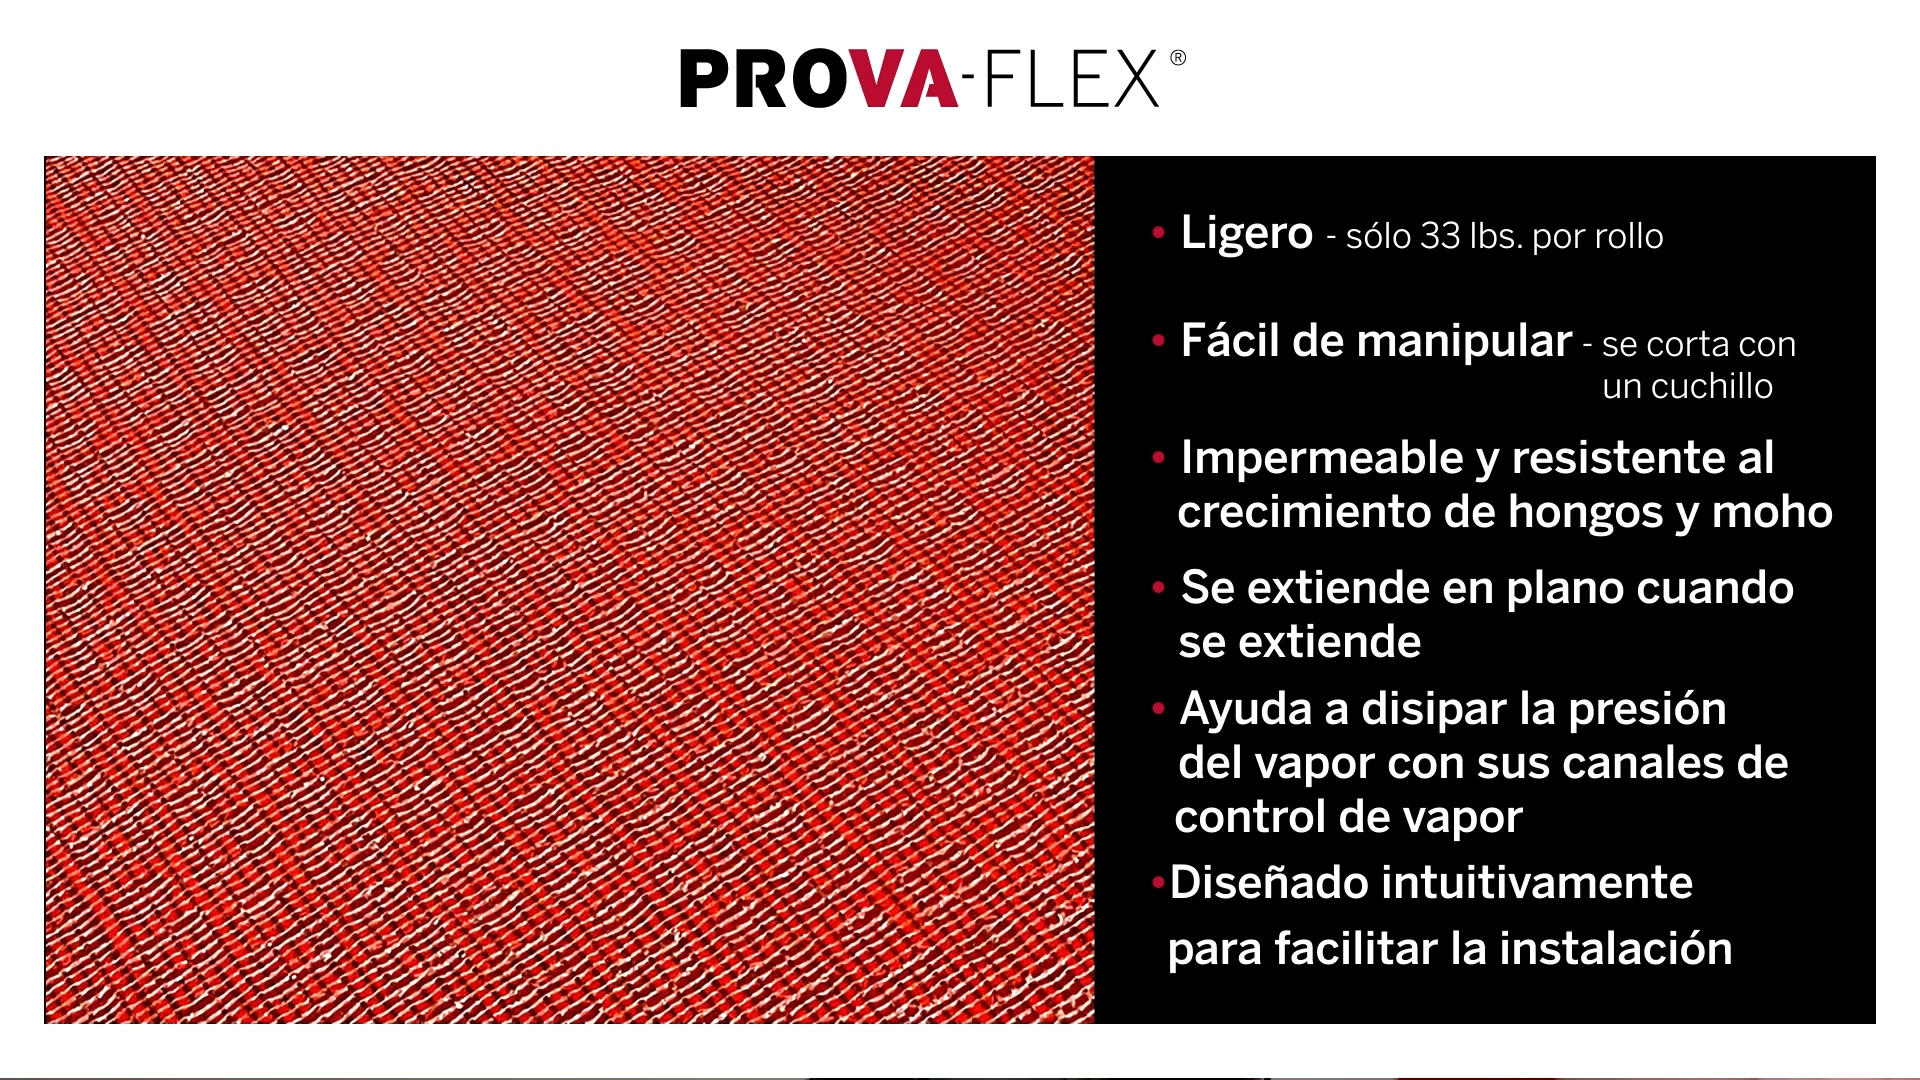 PROVA-FLEX®
• Ligero - sólo 33 lbs. por rollo
• Fácil de manipular - se corta con
un cuchillo
• Impermeable y resistente al
crecimiento de hongos y moho
• Se extiende en plano cuando
se extiende
• Ayuda a disipar la presión
del vapor con sus canales de
control de vapor
•Diseñado intuitivamente
para facilitar la instalación